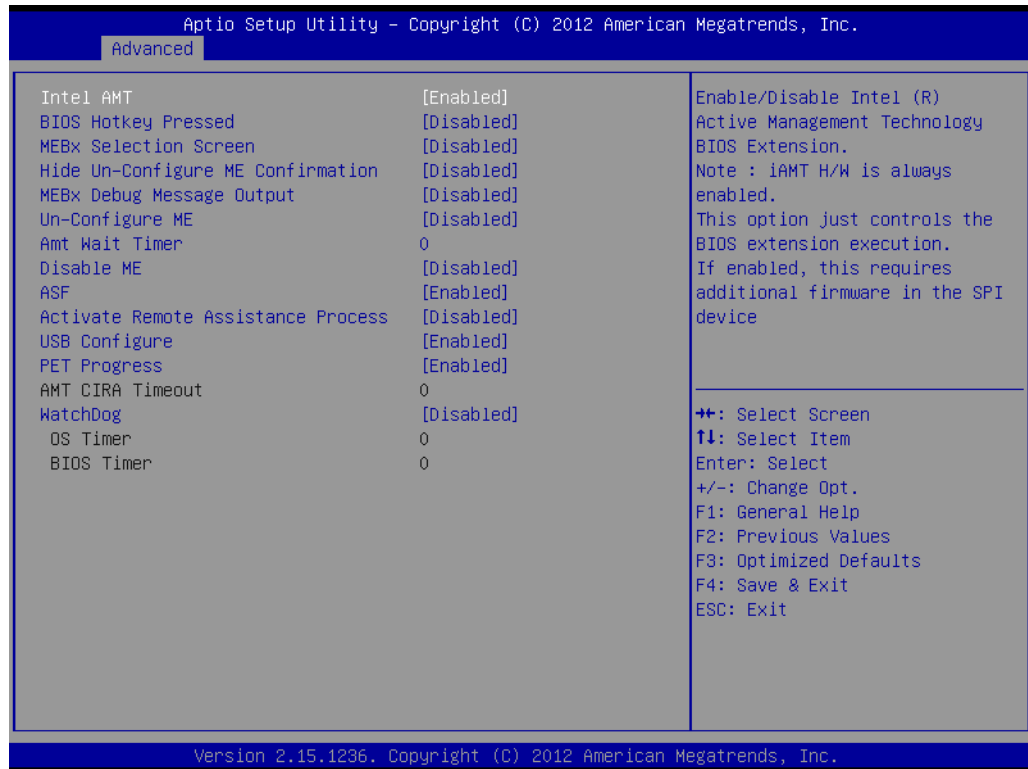 Aptio Setup Utility – Copyright (C) 2012 American Megatrends, Inc.
Advanced
Intel AMT [Enabled]
BIOS Hotkey Pressed [Disabled]
MEBx Selection Screen [Disabled]
Hide Un-Configure ME Confirmation [Disabled]
MEBx Debug Message Output [Disabled]
Un-Configure ME [Disabled]
Amt Wait Timer 0
Disable ME [Disabled]
ASF [Enabled]
Activate Remote Assistance Process [Disabled]
USB Configure [Enabled]
PET Progress [Enabled]
AMT CIRA Timeout 0
WatchDog [Disabled]
OS Timer 0
BIOS Timer 0
Enable/Disable Intel (R)
Active Management Technology
BIOS Extension.
Note : iAMT H/W is always
enabled.
This option just controls the
BIOS extension execution.
If enabled, this requires
additional firmware in the SPI
device
→←: Select Screen
↑↓: Select Item
Enter: Select
+/-: Change Opt.
F1: General Help
F2: Previous Values
F3: Optimized Defaults
F4: Save & Exit
ESC: Exit
Version 2.15.1236. Copyright (C) 2012 American Megatrends, Inc.